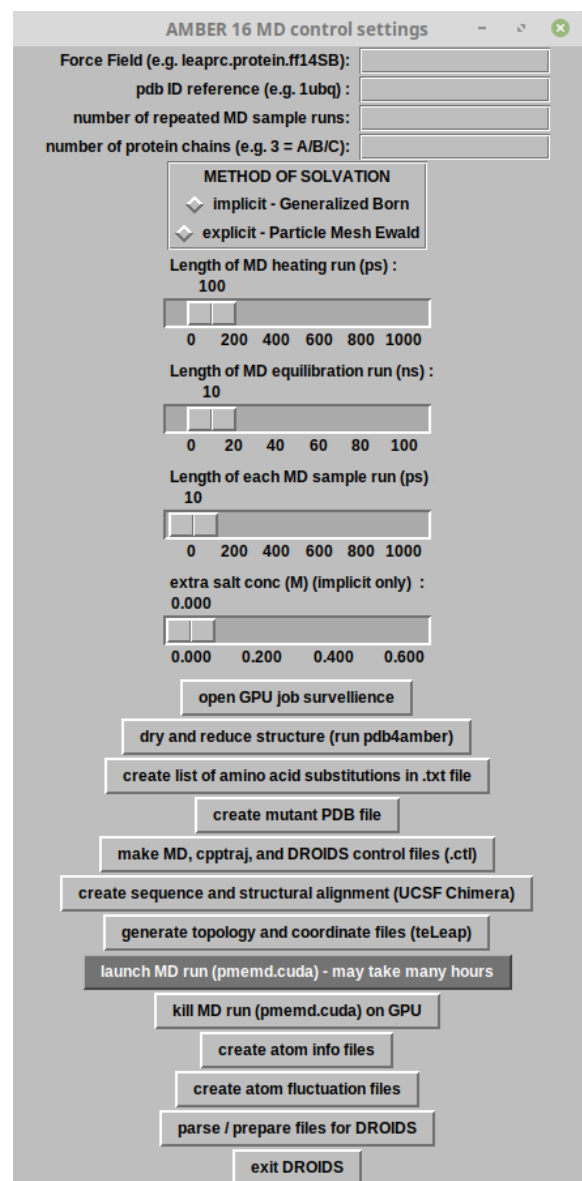 AMBER 16 MD control settings
Force Field (e.g. leaprc.protein.ff14SB):
pdb ID reference (e.g. 1ubq) :
number of repeated MD sample runs:
number of protein chains (e.g. 3 = A/B/C):
METHOD OF SOLVATION
implicit - Generalized Born
explicit - Particle Mesh Ewald
Length of MD heating run (ps) :
100
0 200 400 600 800 1000
Length of MD equilibration run (ns) :
10
0 20 40 60 80 100
Length of each MD sample run (ps)
10
0 200 400 600 800 1000
extra salt conc (M) (implicit only) :
0.000
0.000 0.200 0.400 0.600
open GPU job survellience
dry and reduce structure (run pdb4amber)
create list of amino acid substitutions in .txt file
create mutant PDB file
make MD, cpptraj, and DROIDS control files (.ctl)
create sequence and structural alignment (UCSF Chimera)
generate topology and coordinate files (teLeap)
launch MD run (pmemd.cuda) - may take many hours
kill MD run (pmemd.cuda) on GPU
create atom info files
create atom fluctuation files
parse / prepare files for DROIDS
exit DROIDS